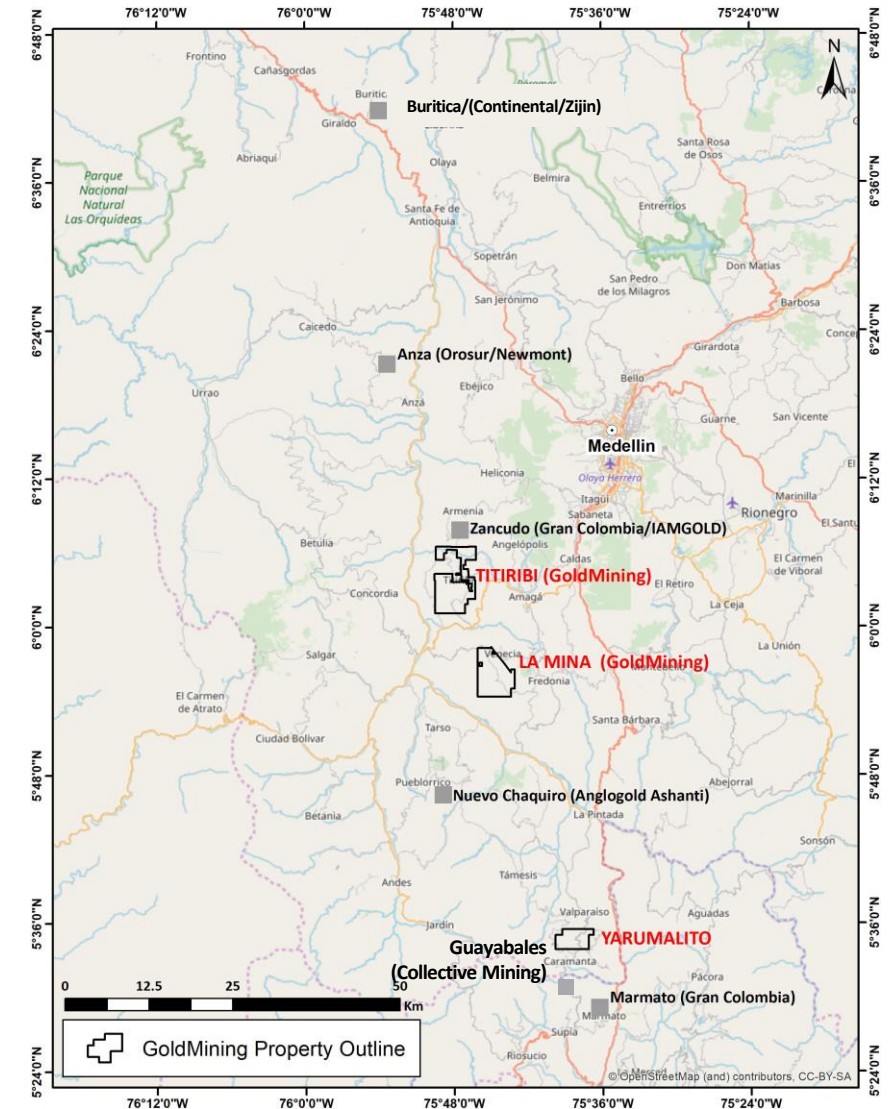 76°12'0"W
76°0'0"W
75°48'0"W
75°36'0"W
75°24'0"W
6°48'0"N
6°48'0"N
N
Frontino
Cañasgordas
Buritica/(Continental/Zijin)
Giraldo
Abriaquí
Olaya
Santa Rosa
de Osos
6°36'0"N
6°36'0"N
Parque
Nacional
Natural
Las Orquídeas
Belmira
Entrerríos
Santa Fe de
Antioquia
Sopetrán
Don Matias
San Pedro
de los Milagros
San Jerónimo
Barbosa
6°24'0"N
6°24'0"N
Caicedo
Girardota
Anza (Orosur/Newmont)
Ebéjico
Bello
Urrao
Anzá
Guarne
San Vicente
Medellin
Heliconia
Olaya Herrera
6°12'0"N
6°12'0"N
Itagüí
Marinilla
Armenia
Sabaneta
Rionegro
Zancudo (Gran Colombia/IAMGOLD)
Betulia
Angelópolis
Caldas
El Carmen
de Viboral
TITIRIBI (GoldMining)
El Retiro
Concordia
Amagá
La Ceja
6°0'0"N
6°0'0"N
La Unión
Salgar
Venecia
LA MINA (GoldMining)
Fredonia
El Carmen
de Atrato
Santa Bárbara
Tarso
Ciudad Bolívar
5°48'0"N
5°48'0"N
Pueblorrico
Abejorral
Nuevo Chaquiro (Anglogold Ashanti)
Betania
La Pintada
Sonsón
Támesis
Andes
Valparaiso
Aguadas
5°36'0"N
5°36'0"N
Jardin
YARUMALITO
Guayabales
(Collective Mining)
Caramanta
Pácora
0
12.5
25
50
Km
Marmato (Gran Colombia)
Marmato
Supia
GoldMining Property Outline
Riosucio
La Merced
© OpenStreetMap (and) contributors, CC-BY-SA
5°24'0"N
5°24'0"N
76°12'0"W
76°0'0"W
75°48'0"W
75°36'0"W
75°24'0"W